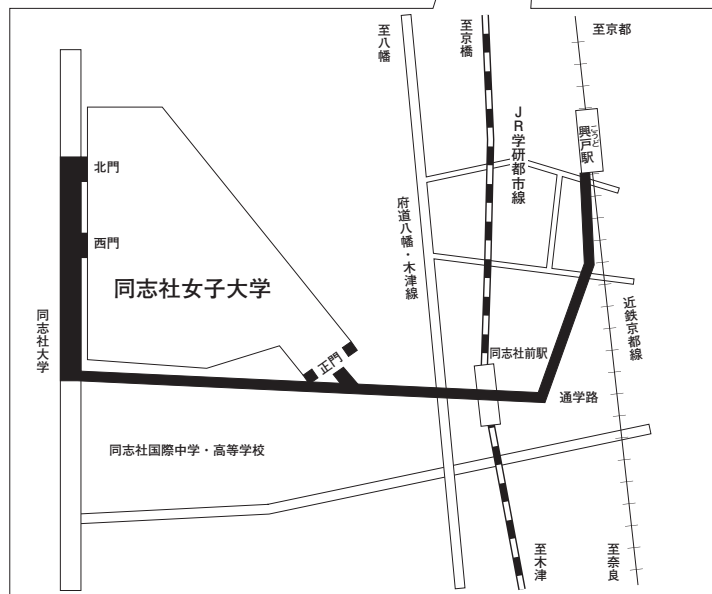 至八幡
至京橋
至京都
JR学研都市線
興戸駅
こうど
北門
西門
府道八幡・木津線
同志社女子大学
同志社大学
近鉄京都線
正門
同志社前駅
通学路
同志社国際中学・高等学校
至木津
至奈良